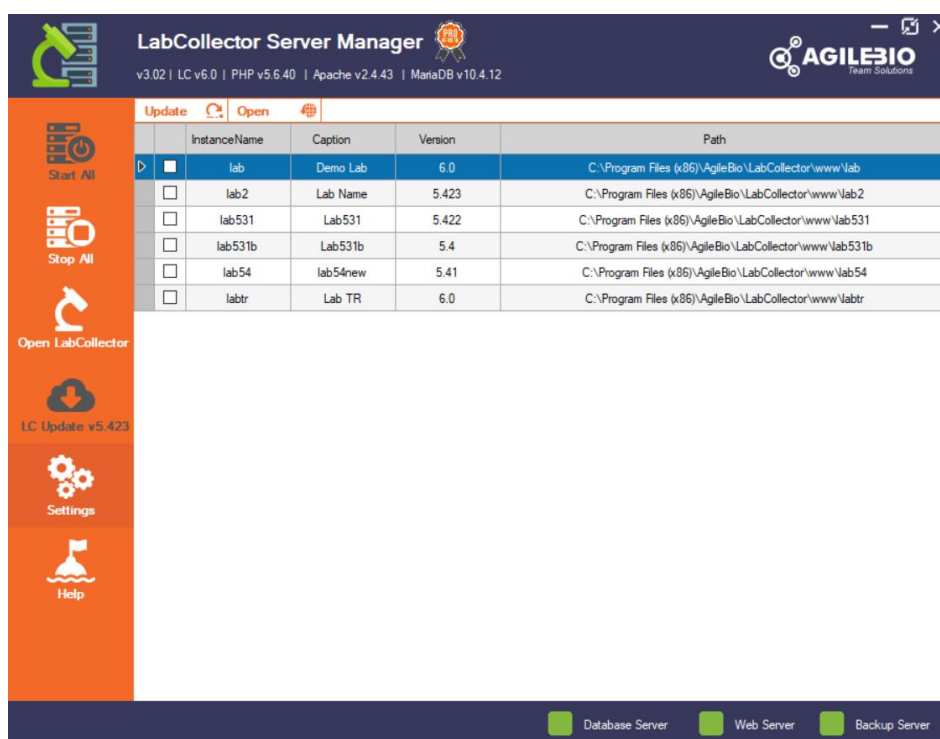 LabCollector Server Manager
PRO
v3.02 | LC v6.0 | PHP v5.6.40 | Apache v2.4.43 | MariaDB v10.4.12
AGILEBIO
Team Solutions
Update Open
InstanceName Caption Version Path
lab Demo Lab 6.0 C:\Program Files (x86)\AgileBio\LabCollector\www\lab
lab2 Lab Name 5.423 C:\Program Files (x86)\AgileBio\LabCollector\www\lab2
lab531 Lab531 5.422 C:\Program Files (x86)\AgileBio\LabCollector\www\lab531
lab531b Lab531b 5.4 C:\Program Files (x86)\AgileBio\LabCollector\www\lab531b
lab54 lab54new 5.41 C:\Program Files (x86)\AgileBio\LabCollector\www\lab54
labtr Lab TR 6.0 C:\Program Files (x86)\AgileBio\LabCollector\www\labtr
Start All
Stop All
Open LabCollector
LC Update v5.423
Settings
Help
Database Server Web Server Backup Server